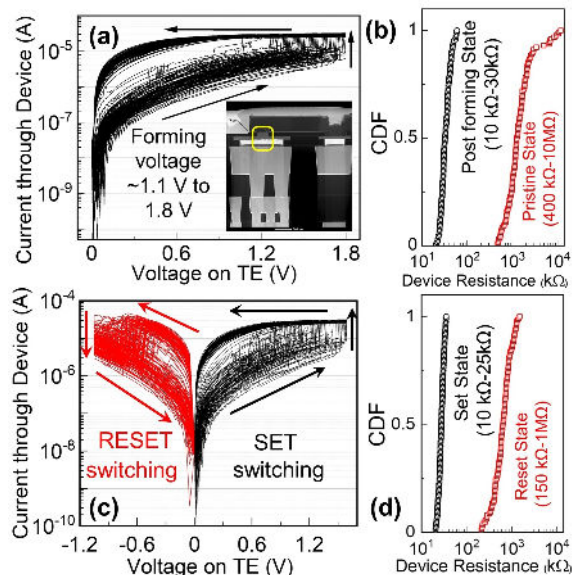 (a)
Current through Device (A)
10⁻⁵
10⁻⁷
10⁻⁹
Forming
voltage
~1.1 V to
1.8 V
0
0.6
1.2
1.8
Voltage on TE (V)
(b)
CDF
1
0.5
0
Post forming State
(10 kΩ-30kΩ)
Pristine State
(400 kΩ-10MΩ)
10¹
10²
10³
10⁴
Device Resistance (kΩ)
(c)
Current through Device (A)
10⁻⁴
10⁻⁶
10⁻⁸
10⁻¹⁰
RESET
switching
SET
switching
-1.2
-0.6
0
0.6
1.2
Voltage on TE (V)
(d)
CDF
1
0.5
0
Set State
(10 kΩ-25kΩ)
Reset State
(150 kΩ-1MΩ)
10¹
10²
10³
10⁴
Device Resistance (kΩ)